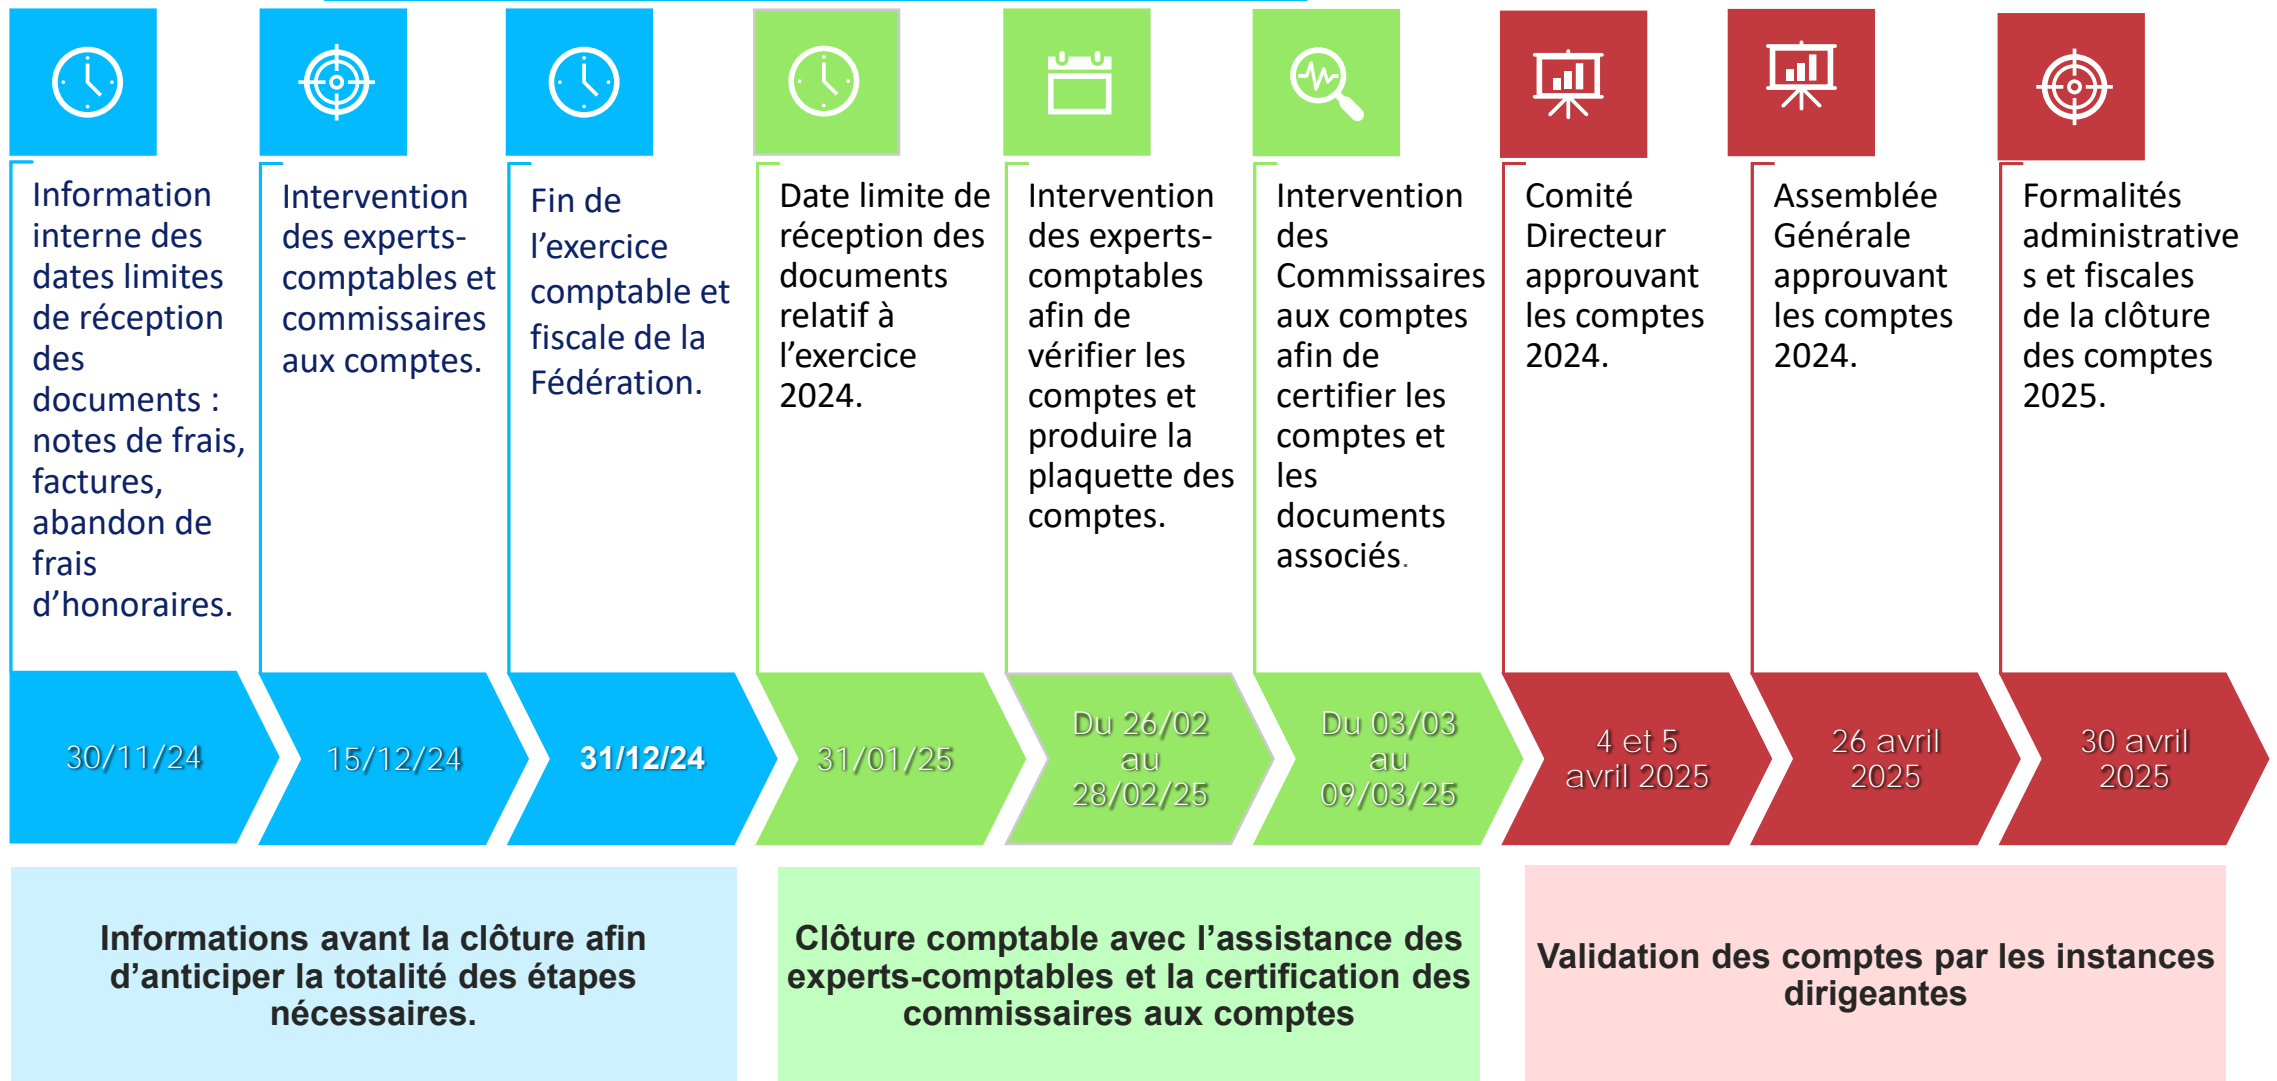 Information
interne des
dates limites
de réception
des
documents :
notes de frais,
factures,
abandon de
frais
d’honoraires.
Intervention
des experts-
comptables et
commissaires
aux comptes.
Fin de
l’exercice
comptable et
fiscale de la
Fédération.
Date limite de
réception des
documents
relatif à
l’exercice
2024.
Intervention
des experts-
comptables
afin de
vérifier les
comptes et
produire la
plaquette des
comptes.
Intervention
des
Commissaires
aux comptes
afin de
certifier les
comptes et
les
documents
associés.
Comité
Directeur
approuvant
les comptes
2024.
Assemblée
Générale
approuvant
les comptes
2024.
Formalités
administrative
s et fiscales
de la clôture
des comptes
2025.
30/11/24
15/12/24
31/12/24
31/01/25
Du 26/02
au
28/02/25
Du 03/03
au
09/03/25
4 et 5
avril 2025
26 avril
2025
30 avril
2025
Informations avant la clôture afin
d’anticiper la totalité des étapes
nécessaires.
Clôture comptable avec l’assistance des
experts-comptables et la certification des
commissaires aux comptes
Validation des comptes par les instances
dirigeantes